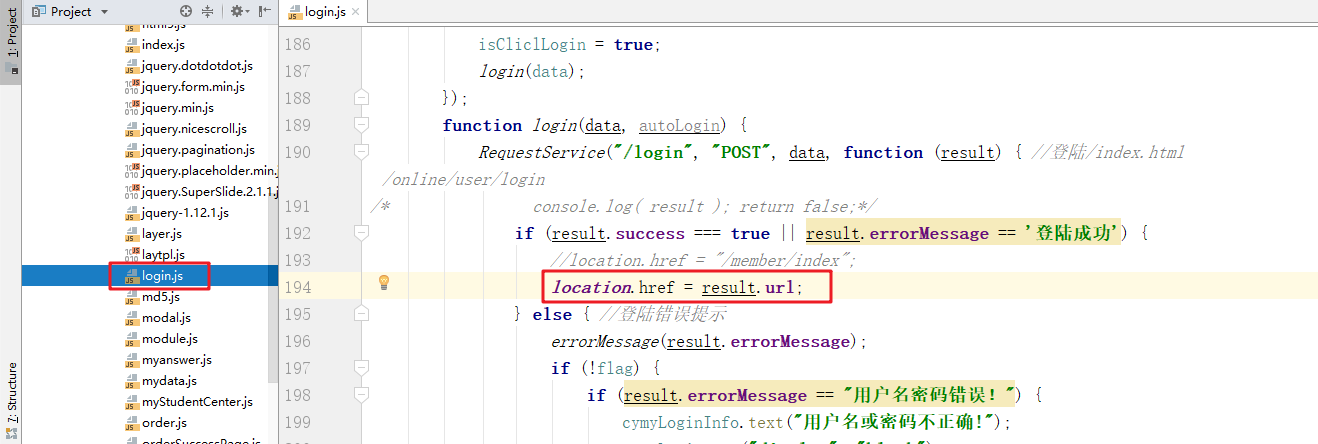 1: Project
7: Structure
Project
html5.js
index.js
jquery.dotdotdot.js
jquery.form.min.js
jquery.min.js
jquery.nicescroll.js
jquery.pagination.js
jquery.placeholder.min.
jquery.SuperSlide.2.1.1.j
jquery-1.12.1.js
layer.js
laytpl.js
login.js
md5.js
modal.js
module.js
myanswer.js
mydata.js
myStudentCenter.js
order.js
orderSuccessPage.js
login.js
186 isCliclLogin = true;
187 login(data);
188 });
189 function login(data, autoLogin) {
190 RequestService("/login", "POST", data, function (result) { //登陆/index.html
/online/user/login
191 /* console.log( result ); return false;*/
192 if (result.success === true || result.errorMessage == '登陆成功') {
193 //location.href = "/member/index";
194 location.href = result.url;
195 } else { //登陆错误提示
196 errorMessage(result.errorMessage);
197 if (!flag) {
198 if (result.errorMessage == "用户名密码错误！") {
199 cymyLoginInfo.text("用户名或密码不正确!");